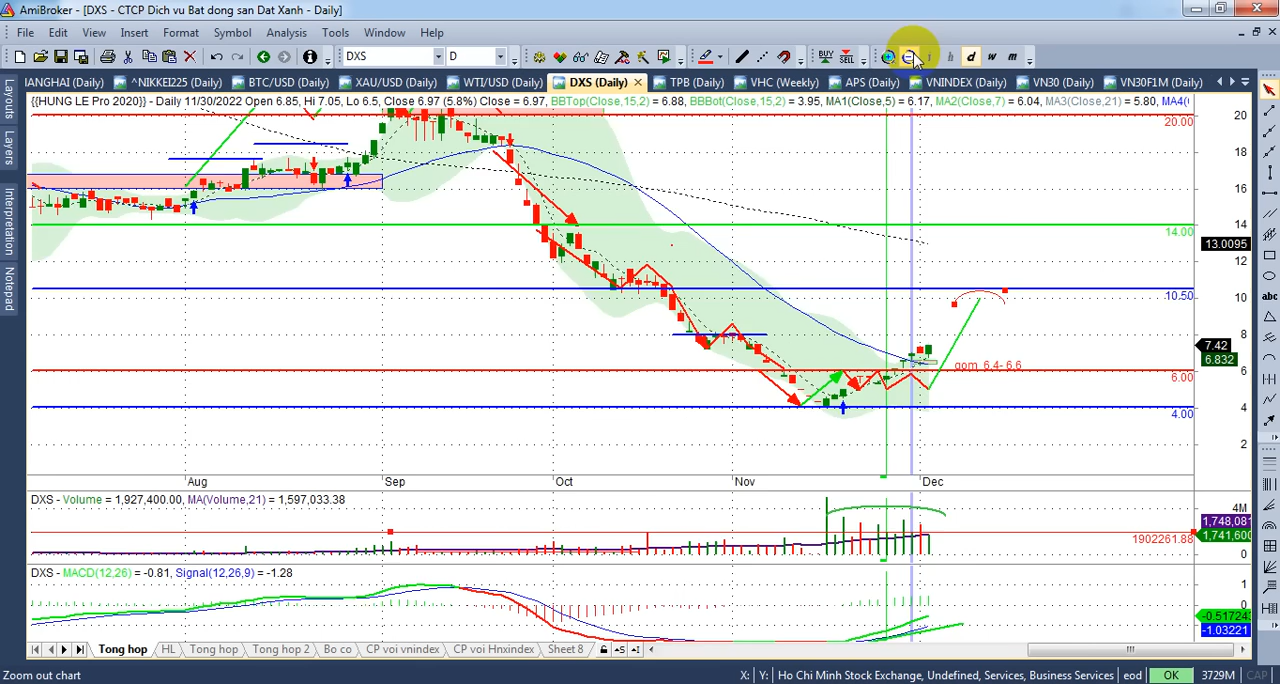 AmiBroker - [DXS - CTCP Dich vu Bat dong san Dat Xanh - Daily]
File Edit View Insert Format Symbol Analysis Tools Window Help
DXS D BUY SELL i h d w m
IANGHAI (Daily) ^NIKKEI225 (Daily) BTC/USD (Daily) XAU/USD (Daily) WTI/USD (Daily) DXS (Daily) TPB (Daily) VHC (Weekly) APS (Daily) VNINDEX (Daily) VN30 (Daily) VN30F1M (Daily)
Layouts
Layers
Interpretation
Notepad
{{HUNG LE Pro 2020}} - Daily 11/30/2022 Open 6.85, Hi 7.05, Lo 6.5, Close 6.97 (5.8%) Close = 6.97, BBTop(Close,15,2) = 6.88, BBBot(Close,15,2) = 3.95, MA1(Close,5) = 6.17, MA2(Close,7) = 6.04, MA3(Close,21) = 5.80, MA4(
20.00
14.00
10.50
6.00
4.00
gom 6,4- 6,6
20
18
16
14
13.0095
12
10
8
7.42
6.832
6
4
2
Aug Sep Oct Nov Dec
DXS - Volume = 1,927,400.00, MA(Volume,21) = 1,597,033.38
4M
1,748,081
1,741,600
1902261.88
0
DXS - MACD(12,26) = -0.81, Signal(12,26,9) = -1.28
1
0
-0.517243
-1.03221
Tong hop HL Tong hop Tong hop 2 Bo co CP voi vnindex CP voi Hnxindex Sheet 8
abc
Zoom out chart X: Y: Ho Chi Minh Stock Exchange, Undefined, Services, Business Services eod OK 3729M CAP